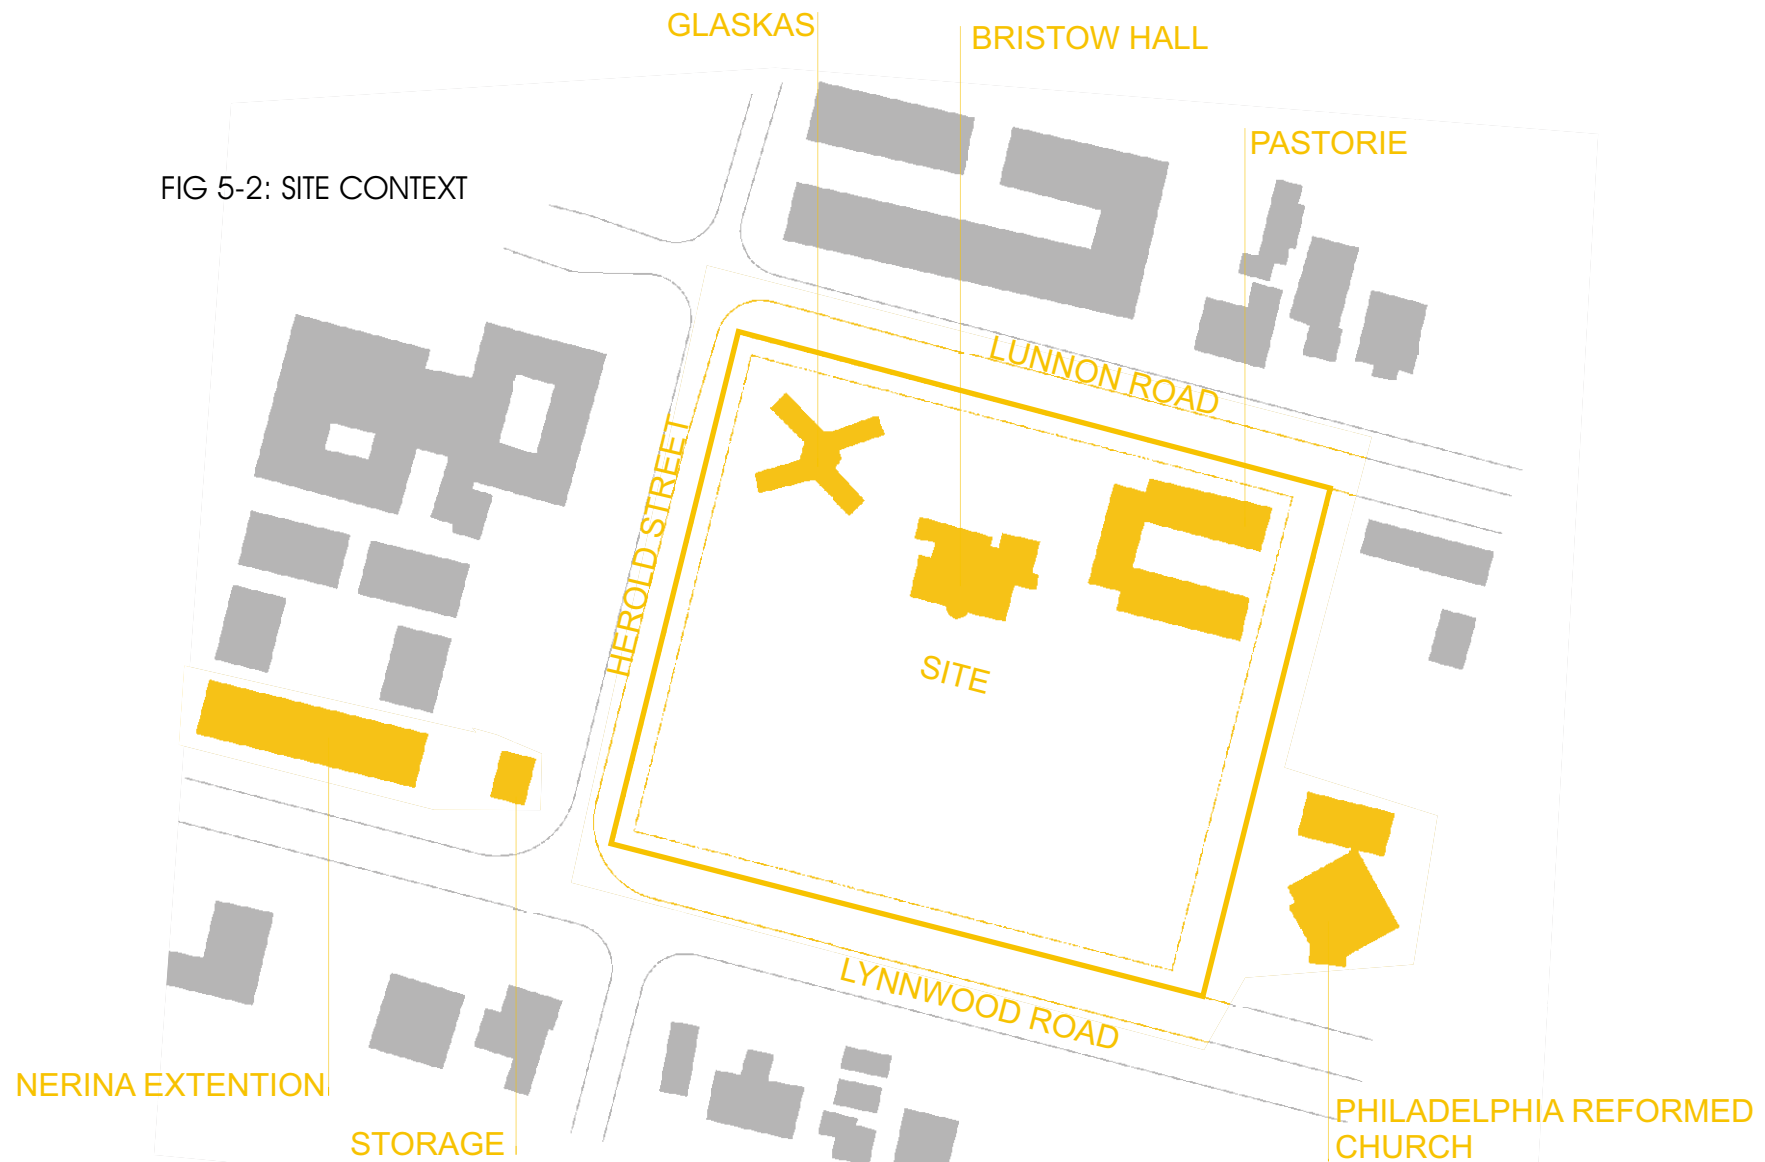 GLASKAS
BRISTOW HALL
PASTORIE
FIG 5-2: SITE CONTEXT
LUNNON ROAD
HEROLD STREET
SITE
LYNNWOOD ROAD
NERINA EXTENTION
STORAGE
PHILADELPHIA REFORMED
CHURCH